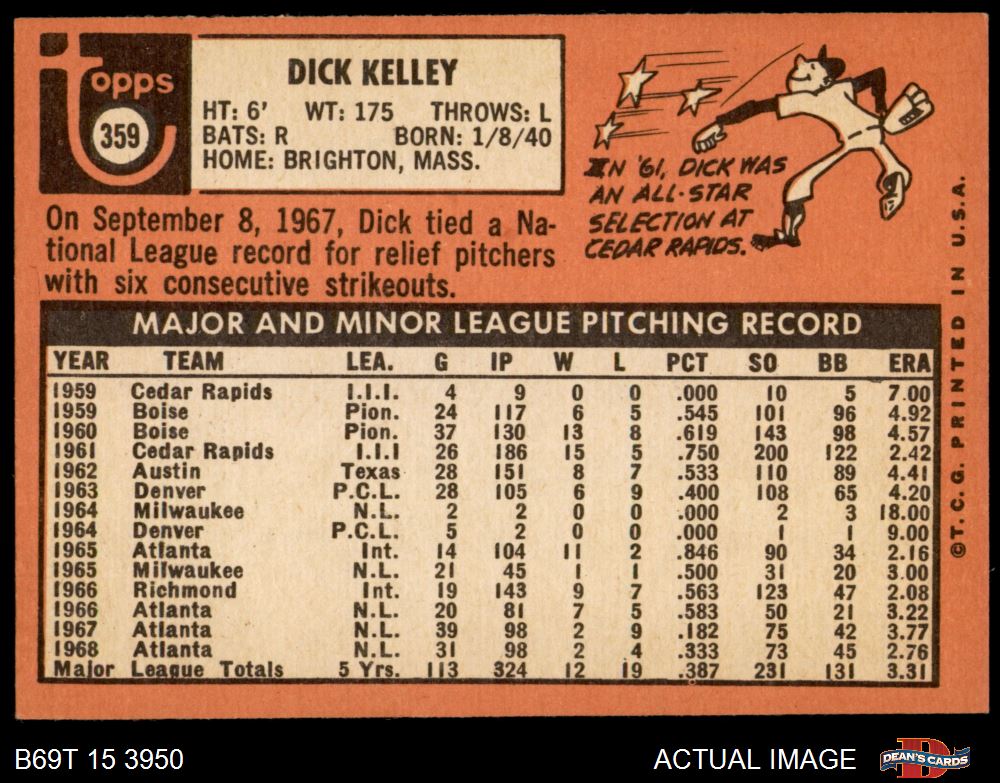 Topps
359
DICK KELLEY
HT: 6' WT: 175 THROWS: L
BATS: R BORN: 1/8/40
HOME: BRIGHTON, MASS.
IN '61, DICK WAS
AN ALL-STAR
SELECTION AT
CEDAR RAPIDS.
On September 8, 1967, Dick tied a Na-
tional League record for relief pitchers
with six consecutive strikeouts.
MAJOR AND MINOR LEAGUE PITCHING RECORD
YEAR TEAM LEA. G IP W L PCT SO BB ERA
1959 Cedar Rapids I.I.I. 4 9 0 0 .000 10 5 7.00
1959 Boise Pion. 24 117 6 5 .545 101 96 4.92
1960 Boise Pion. 37 130 13 8 .619 143 98 4.57
1961 Cedar Rapids I.I.I 26 186 15 5 .750 200 122 2.42
1962 Austin Texas 28 151 8 7 .533 110 89 4.41
1963 Denver P.C.L. 28 105 6 9 .400 108 65 4.20
1964 Milwaukee N.L. 2 2 0 0 .000 2 3 18.00
1964 Denver P.C.L. 5 2 0 0 .000 1 1 9.00
1965 Atlanta Int. 14 104 11 2 .846 90 34 2.16
1965 Milwaukee N.L. 21 45 1 1 .500 31 20 3.00
1966 Richmond Int. 19 143 9 7 .563 123 47 2.08
1966 Atlanta N.L. 20 81 7 5 .583 50 21 3.22
1967 Atlanta N.L. 39 98 2 9 .182 75 42 3.77
1968 Atlanta N.L. 31 98 2 4 .333 73 45 2.76
Major League Totals 5 Yrs. 113 324 12 19 .387 231 131 3.31
©T.C.G. PRINTED IN U.S.A.
B69T 15 3950
ACTUAL IMAGE
DEAN'S CARDS